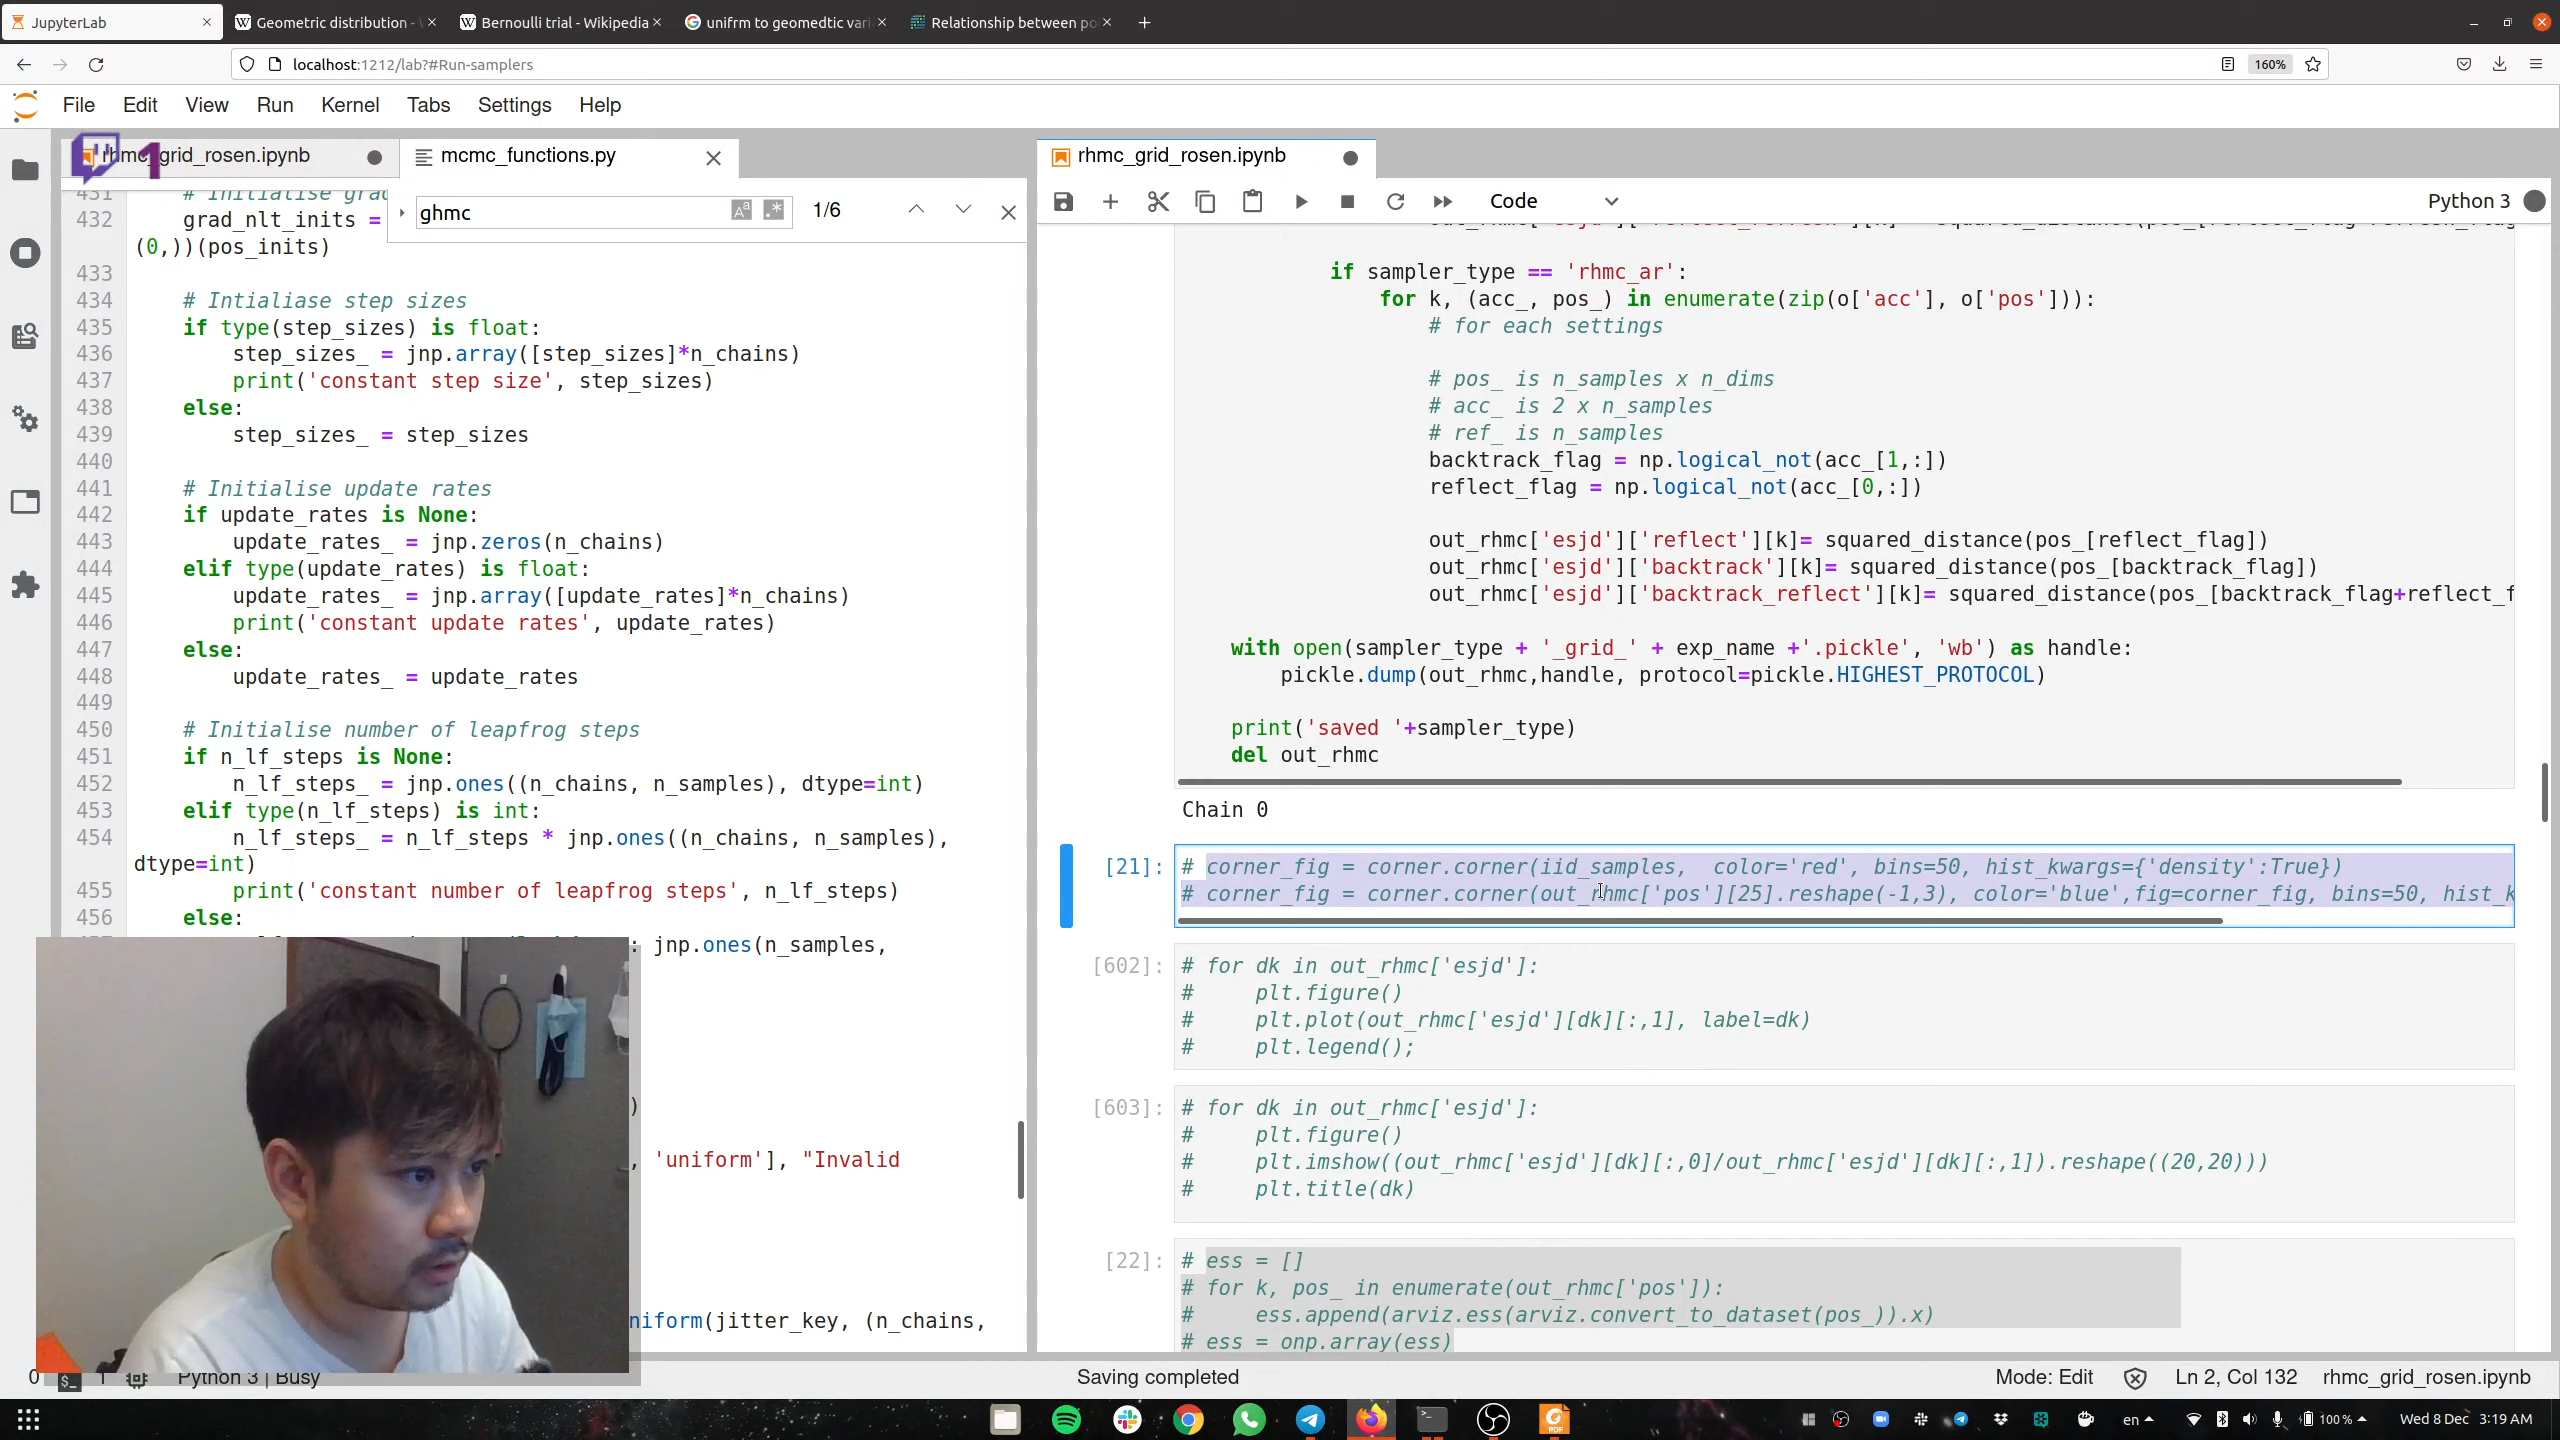 JupyterLab
Geometric distribution -
Bernoulli trial - Wikipedia
unifrm to geomedtic vari
Relationship between po
localhost:1212/lab?#Run-samplers
160%
File Edit View Run Kernel Tabs Settings Help
rhmc_grid_rosen.ipynb
1
mcmc_functions.py
rhmc_grid_rosen.ipynb
ghmc
1/6
Code
Python 3
431 # Initialise grad
432 grad_nlt_inits =
(0,))(pos_inits)
433
434 # Intialiase step sizes
435 if type(step_sizes) is float:
436 step_sizes_ = jnp.array([step_sizes]*n_chains)
437 print('constant step size', step_sizes)
438 else:
439 step_sizes_ = step_sizes
440
441 # Initialise update rates
442 if update_rates is None:
443 update_rates_ = jnp.zeros(n_chains)
444 elif type(update_rates) is float:
445 update_rates_ = jnp.array([update_rates]*n_chains)
446 print('constant update rates', update_rates)
447 else:
448 update_rates_ = update_rates
449
450 # Initialise number of leapfrog steps
451 if n_lf_steps is None:
452 n_lf_steps_ = jnp.ones((n_chains, n_samples), dtype=int)
453 elif type(n_lf_steps) is int:
454 n_lf_steps_ = n_lf_steps * jnp.ones((n_chains, n_samples),
dtype=int)
455 print('constant number of leapfrog steps', n_lf_steps)
456 else:
jnp.ones(n_samples,
)
, 'uniform'], "Invalid
niform(jitter_key, (n_chains,
if sampler_type == 'rhmc_ar':
for k, (acc_, pos_) in enumerate(zip(o['acc'], o['pos'])):
# for each settings
# pos_ is n_samples x n_dims
# acc_ is 2 x n_samples
# ref_ is n_samples
backtrack_flag = np.logical_not(acc_[1,:])
reflect_flag = np.logical_not(acc_[0,:])
out_rhmc['esjd']['reflect'][k]= squared_distance(pos_[reflect_flag])
out_rhmc['esjd']['backtrack'][k]= squared_distance(pos_[backtrack_flag])
out_rhmc['esjd']['backtrack_reflect'][k]= squared_distance(pos_[backtrack_flag+reflect_f
with open(sampler_type + '_grid_' + exp_name +'.pickle', 'wb') as handle:
pickle.dump(out_rhmc,handle, protocol=pickle.HIGHEST_PROTOCOL)
print('saved '+sampler_type)
del out_rhmc
Chain 0
[21]: # corner_fig = corner.corner(iid_samples,  color='red', bins=50, hist_kwargs={'density':True})
# corner_fig = corner.corner(out_rhmc['pos'][25].reshape(-1,3), color='blue',fig=corner_fig, bins=50, hist_k
[602]: # for dk in out_rhmc['esjd']:
# plt.figure()
# plt.plot(out_rhmc['esjd'][dk][:,1], label=dk)
# plt.legend();
[603]: # for dk in out_rhmc['esjd']:
# plt.figure()
# plt.imshow((out_rhmc['esjd'][dk][:,0]/out_rhmc['esjd'][dk][:,1]).reshape((20,20)))
# plt.title(dk)
[22]: # ess = []
# for k, pos_ in enumerate(out_rhmc['pos']):
# ess.append(arviz.ess(arviz.convert_to_dataset(pos_)).x)
# ess = onp.array(ess)
0 1 Python 3 | Busy
Saving completed
Mode: Edit
Ln 2, Col 132
rhmc_grid_rosen.ipynb
en
100 %
Wed 8 Dec 3:19 AM